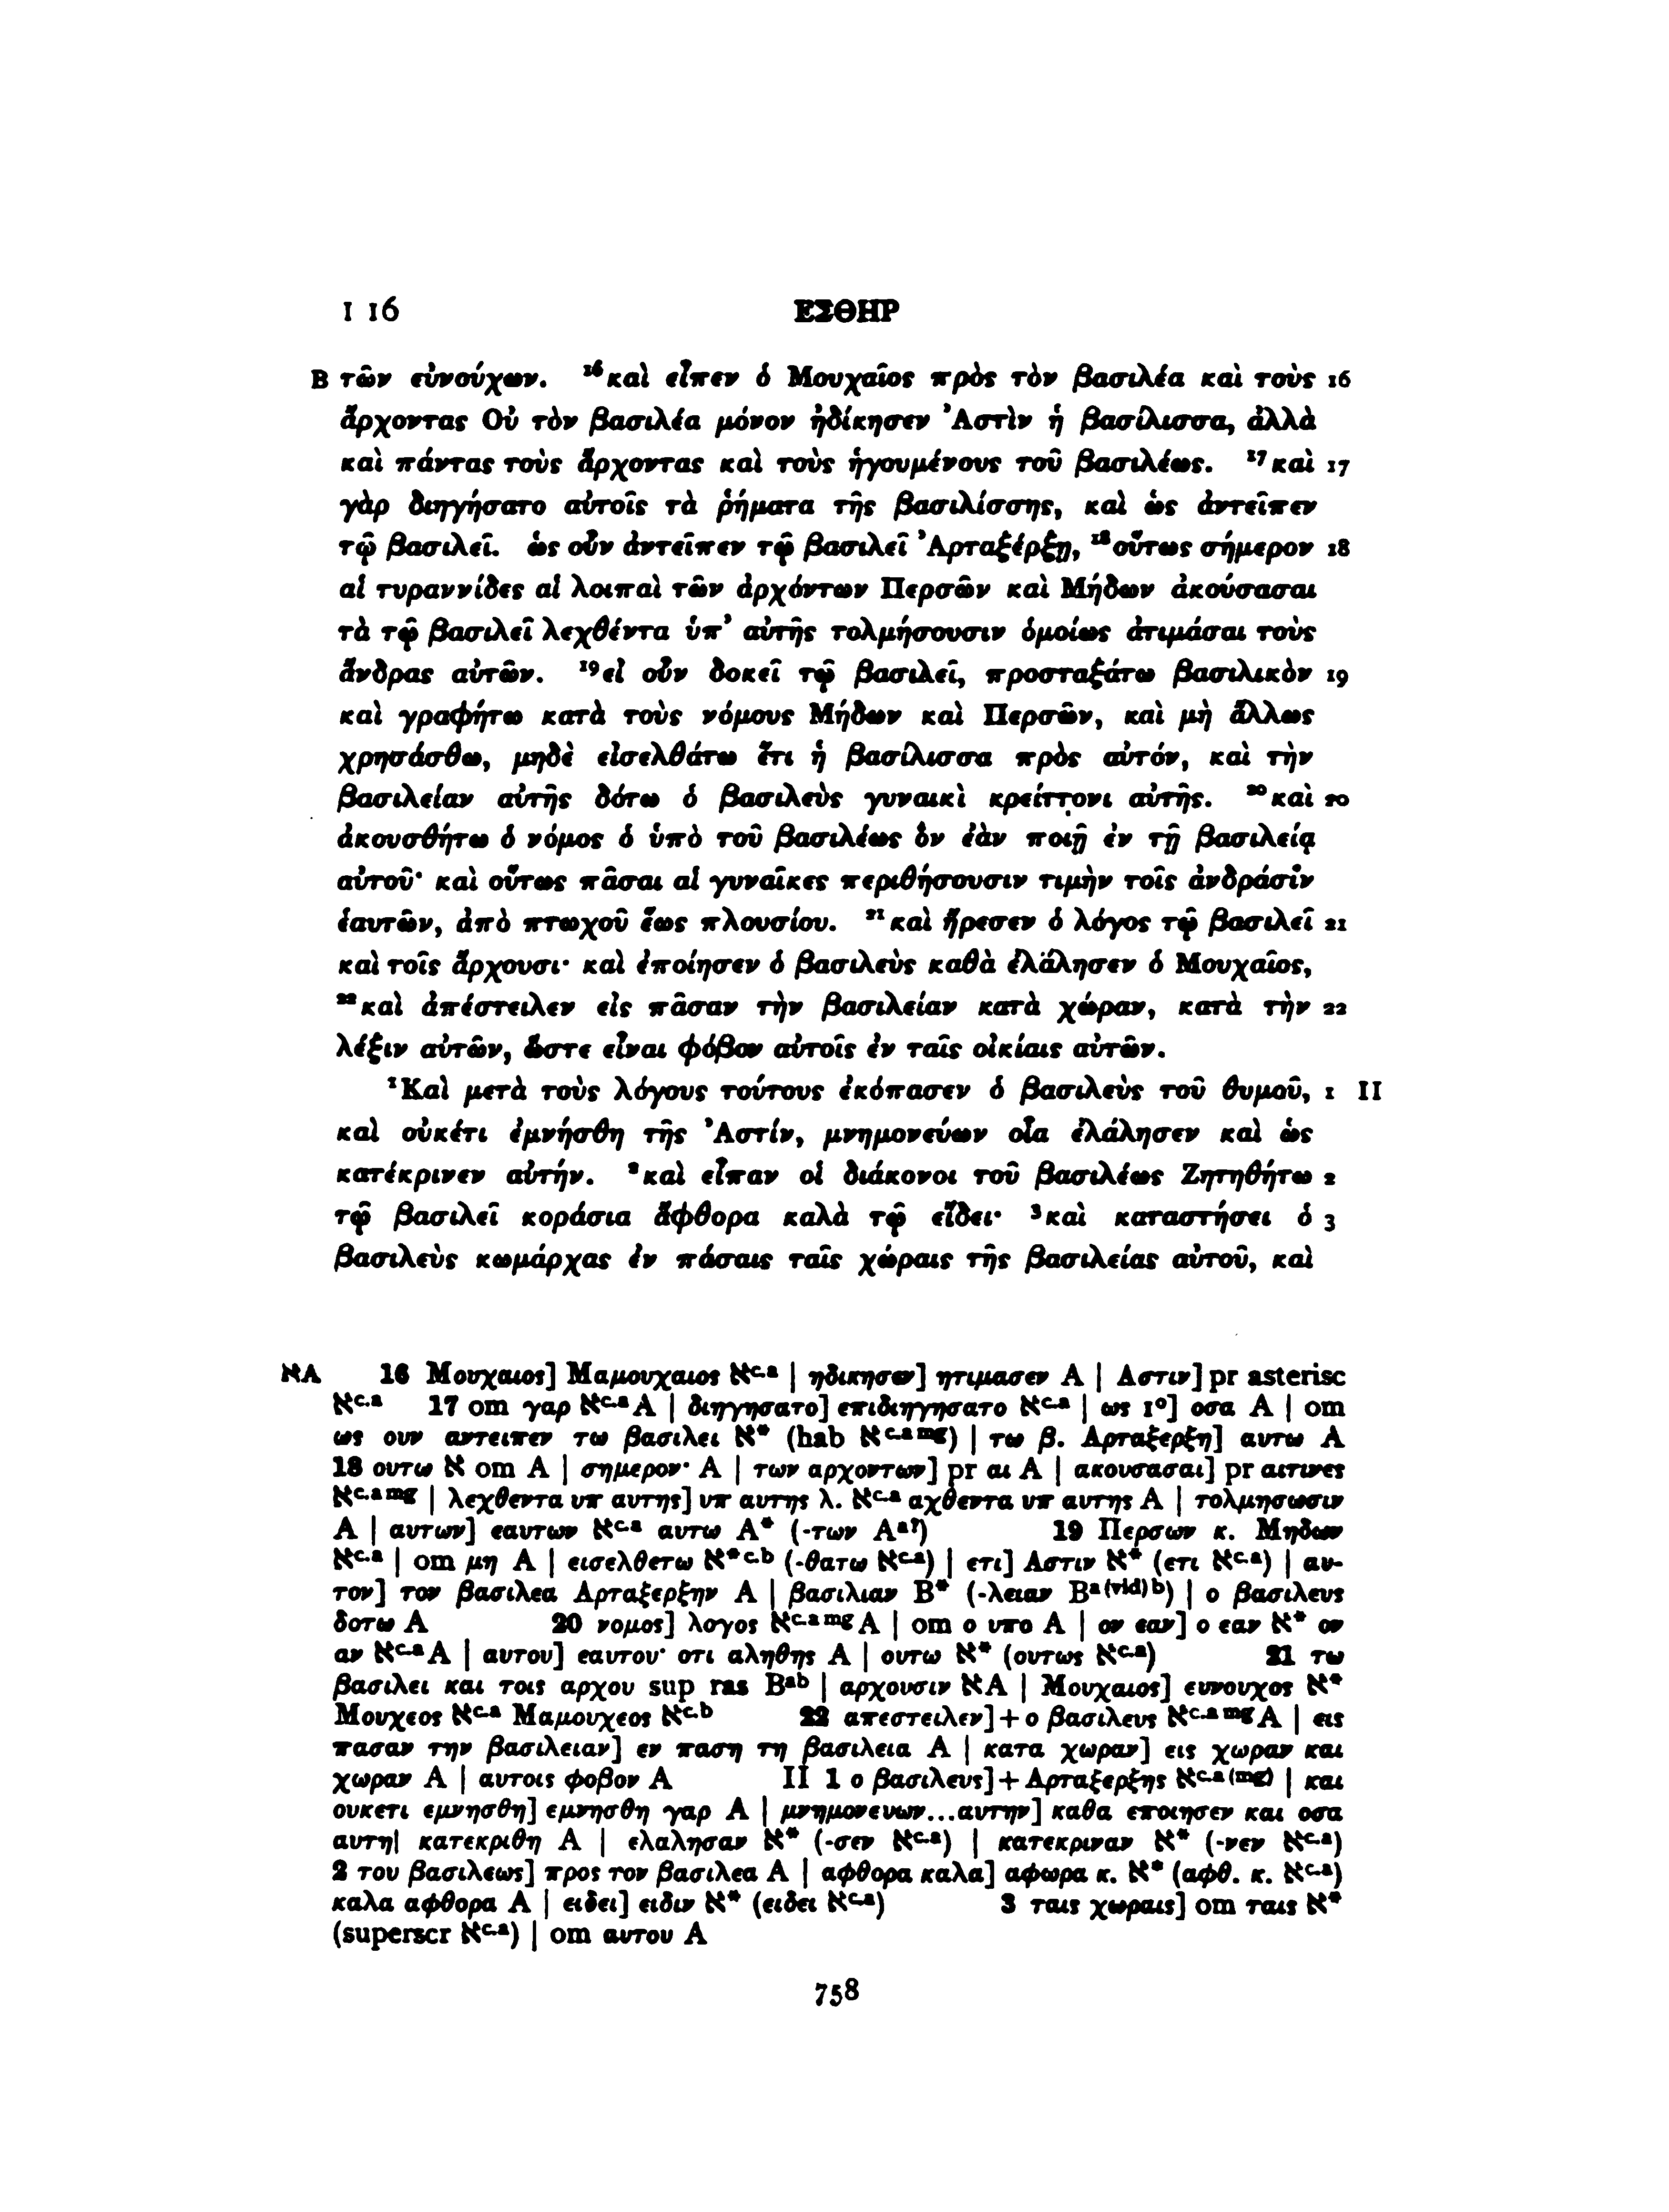 I 16 ΕΣΘΗΡ
B τῶν εὐνούχων. ¹⁶καὶ εἶπεν ὁ Μουχαῖος πρὸς τὸν βασιλέα καὶ τοὺς 16
ἄρχοντας Οὐ τὸν βασιλέα μόνον ἠδίκησεν Ἀστὶν ἡ βασίλισσα, ἀλλὰ
καὶ πάντας τοὺς ἄρχοντας καὶ τοὺς ἡγουμένους τοῦ βασιλέως. ¹⁷καὶ 17
γὰρ διηγήσατο αὐτοῖς τὰ ῥήματα τῆς βασιλίσσης, καὶ ὡς ἀντεῖπεν
τῷ βασιλεῖ. ὡς οὖν ἀντεῖπεν τῷ βασιλεῖ Ἀρταξέρξῃ, ¹⁸οὕτως σήμερον 18
αἱ τυραννίδες αἱ λοιπαὶ τῶν ἀρχόντων Περσῶν καὶ Μήδων ἀκούσασαι
τὰ τῷ βασιλεῖ λεχθέντα ὑπ’ αὐτῆς τολμήσουσιν ὁμοίως ἀτιμάσαι τοὺς
ἄνδρας αὐτῶν. ¹⁹εἰ οὖν δοκεῖ τῷ βασιλεῖ, προσταξάτω βασιλικὸν 19
καὶ γραφήτω κατὰ τοὺς νόμους Μήδων καὶ Περσῶν, καὶ μὴ ἄλλως
χρησάσθω, μηδὲ εἰσελθάτω ἔτι ἡ βασίλισσα πρὸς αὐτόν, καὶ τὴν
βασιλείαν αὐτῆς δότω ὁ βασιλεὺς γυναικὶ κρείττονι αὐτῆς. ²⁰καὶ 20
ἀκουσθήτω ὁ νόμος ὁ ὑπὸ τοῦ βασιλέως ὃν ἐὰν ποιῇ ἐν τῇ βασιλείᾳ
αὐτοῦ· καὶ οὕτως πᾶσαι αἱ γυναῖκες περιθήσουσιν τιμὴν τοῖς ἀνδράσιν
ἑαυτῶν, ἀπὸ πτωχοῦ ἕως πλουσίου. ²¹καὶ ἤρεσεν ὁ λόγος τῷ βασιλεῖ 21
καὶ τοῖς ἄρχουσι· καὶ ἐποίησεν ὁ βασιλεὺς καθὰ ἐλάλησεν ὁ Μουχαῖος,
²²καὶ ἀπέστειλεν εἰς πᾶσαν τὴν βασιλείαν κατὰ χώραν, κατὰ τὴν 22
λέξιν αὐτῶν, ὥστε εἶναι φόβον αὐτοῖς ἐν ταῖς οἰκίαις αὐτῶν.
¹Καὶ μετὰ τοὺς λόγους τούτους ἐκόπασεν ὁ βασιλεὺς τοῦ θυμοῦ, 1 II
καὶ οὐκέτι ἐμνήσθη τῆς Ἀστίν, μνημονεύων οἷα ἐλάλησεν καὶ ὡς
κατέκρινεν αὐτήν. ²καὶ εἶπαν οἱ διάκονοι τοῦ βασιλέως Ζητηθήτω 2
τῷ βασιλεῖ κοράσια ἄφθορα καλὰ τῷ εἴδει· ³καὶ καταστήσει ὁ 3
βασιλεὺς κωμάρχας ἐν πάσαις ταῖς χώραις τῆς βασιλείας αὐτοῦ, καὶ
אA 16 Μουχαιος] Μαμουχαιος א^c.a | ηδικησεν] ητιμασεν A | Αστιν] pr asterisc
א^c.a 17 om γαρ א^c.a A | διηγησατο] επιδιηγησατο א^c.a | ως 1°] οσα A | om
ως ουν αντειπεν τω βασιλει א* (hab א^c.a mg) | τω β. Αρταξερξη] αυτω A
18 ουτω א om A | σημερον· A | των αρχοντων] pr αι A | ακουσασαι] pr αιτινες
א^c.a mg | λεχθεντα υπ αυτης] υπ αυτης λ. א^c.a αχθεντα υπ αυτης A | τολμησωσιν
A | αυτων] εαυτων א^c.a αυτω A* (-των A^a?) 19 Περσων κ. Μηδων
א^c.a | om μη A | εισελθετω א* c.b (-θατω א^c.a) | ετι] Αστιν א* (ετι א^c.a) | αυ-
τον] τον βασιλεα Αρταξερξην A | βασιλιαν B* (-λειαν B^a(vid) b) | ο βασιλευς
δοτω A 20 νομος] λογος א^c.a mg A | om ο υπο A | ον εαν] ο εαν א* ον
αν א^c.a A | αυτου] εαυτου· οτι αληθης A | ουτω א* (ουτως א^c.a) 21 τω
βασιλει και τοις αρχου sup ras B^ab | αρχουσιν אA | Μουχαιος] ευνουχος א*
Μουχεος א^c.a Μαμουχεος א^c.b 22 απεστειλεν]+ο βασιλευς א^c.a mg A | εις
πασαν την βασιλειαν] εν παση τη βασιλεια A | κατα χωραν] εις χωραν και
χωραν A | αυτοις φοβον A II 1 ο βασιλευς]+Αρταξερξης א^c.a (mg) | και
ουκετι εμνησθη] εμνησθη γαρ A | μνημονευων...αυτην] καθα εποιησεν και οσα
αυτη| κατεκριθη A | ελαλησαν א* (-σεν א^c.a) | κατεκριναν א* (-νεν א^c.a)
2 του βασιλεως] προς τον βασιλεα A | αφθορα καλα] αφωρα κ. א* (αφθ. κ. א^c.a)
καλα αφθορα A | ειδει] ειδιν א* (ειδει א^c.a) 3 ταις χωραις] om ταις א*
(superscr א^c.a) | om αυτου A
758